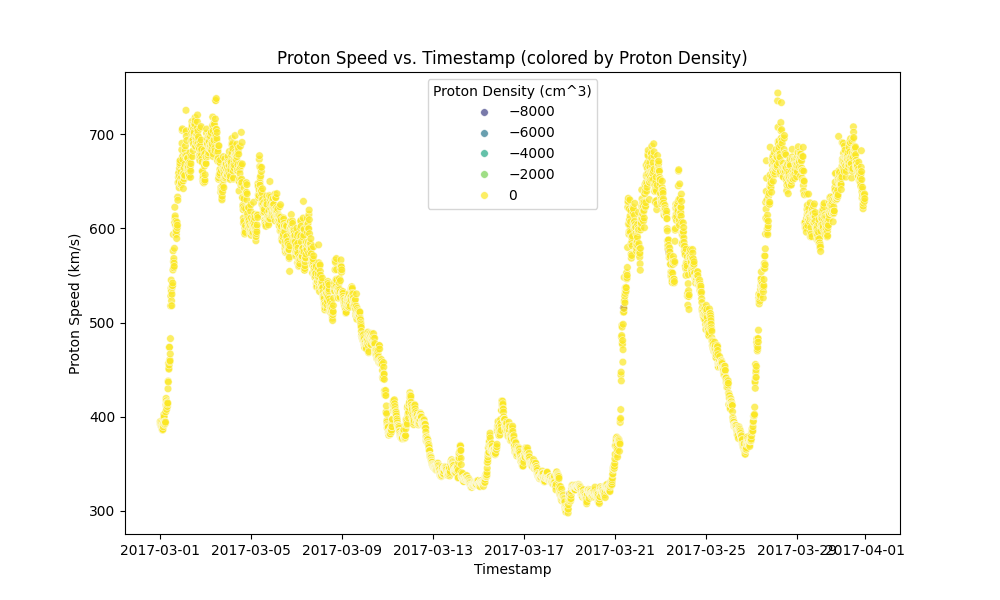 Proton Speed vs. Timestamp (colored by Proton Density)
Proton Density (cm^3)
−8000
−6000
−4000
−2000
0
700
600
500
400
300
Proton Speed (km/s)
2017-03-01 2017-03-05 2017-03-09 2017-03-13 2017-03-17 2017-03-21 2017-03-25 2017-03-29 2017-04-01
Timestamp